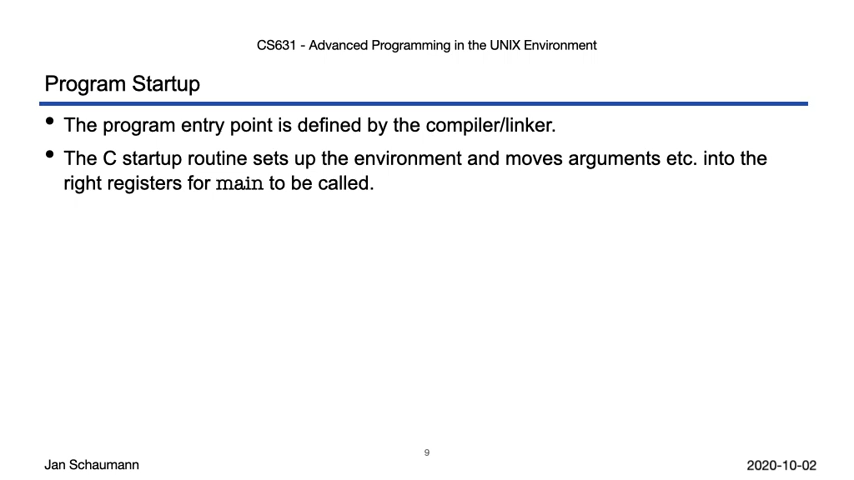 CS631 - Advanced Programming in the UNIX Environment
Program Startup
• The program entry point is defined by the compiler/linker.
• The C startup routine sets up the environment and moves arguments etc. into the
right registers for main to be called.
9
Jan Schaumann
2020-10-02